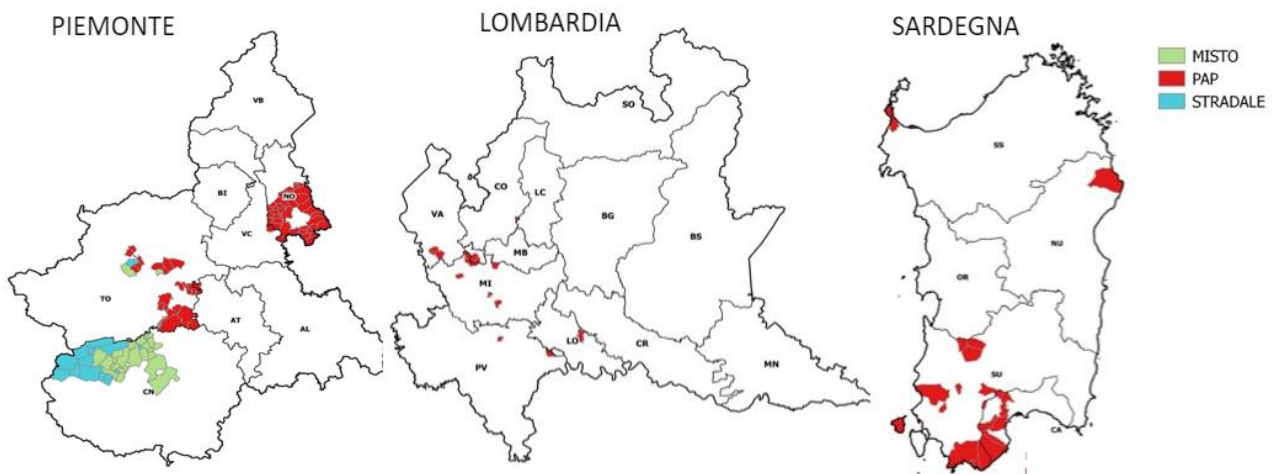 PIEMONTE
VB
BI
NO
VC
TO
AT
AL
CN
LOMBARDIA
SO
CO
LC
VA
BG
BS
MB
MI
LO
CR
PV
MN
SARDEGNA
SS
NU
OR
SU
CA
MISTO
PAP
STRADALE